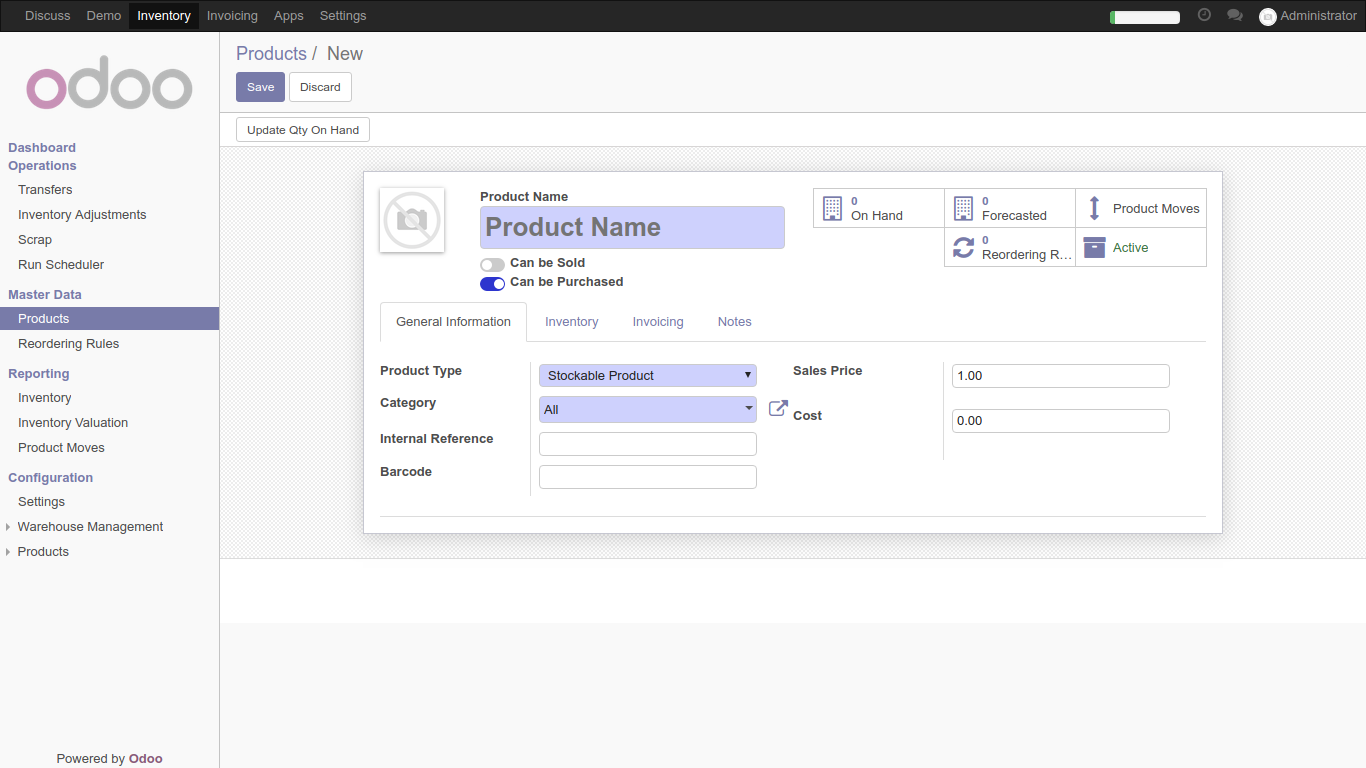 Discuss Demo Inventory Invoicing Apps Settings Administrator
odoo
Dashboard
Operations
Transfers
Inventory Adjustments
Scrap
Run Scheduler
Master Data
Products
Reordering Rules
Reporting
Inventory
Inventory Valuation
Product Moves
Configuration
Settings
Warehouse Management
Products
Powered by Odoo
Products / New
Save Discard
Update Qty On Hand
Product Name
Product Name
Can be Sold
Can be Purchased
0 On Hand
0 Forecasted
Product Moves
0 Reordering R...
Active
General Information Inventory Invoicing Notes
Product Type Stockable Product
Category All
Internal Reference
Barcode
Sales Price 1.00
Cost 0.00